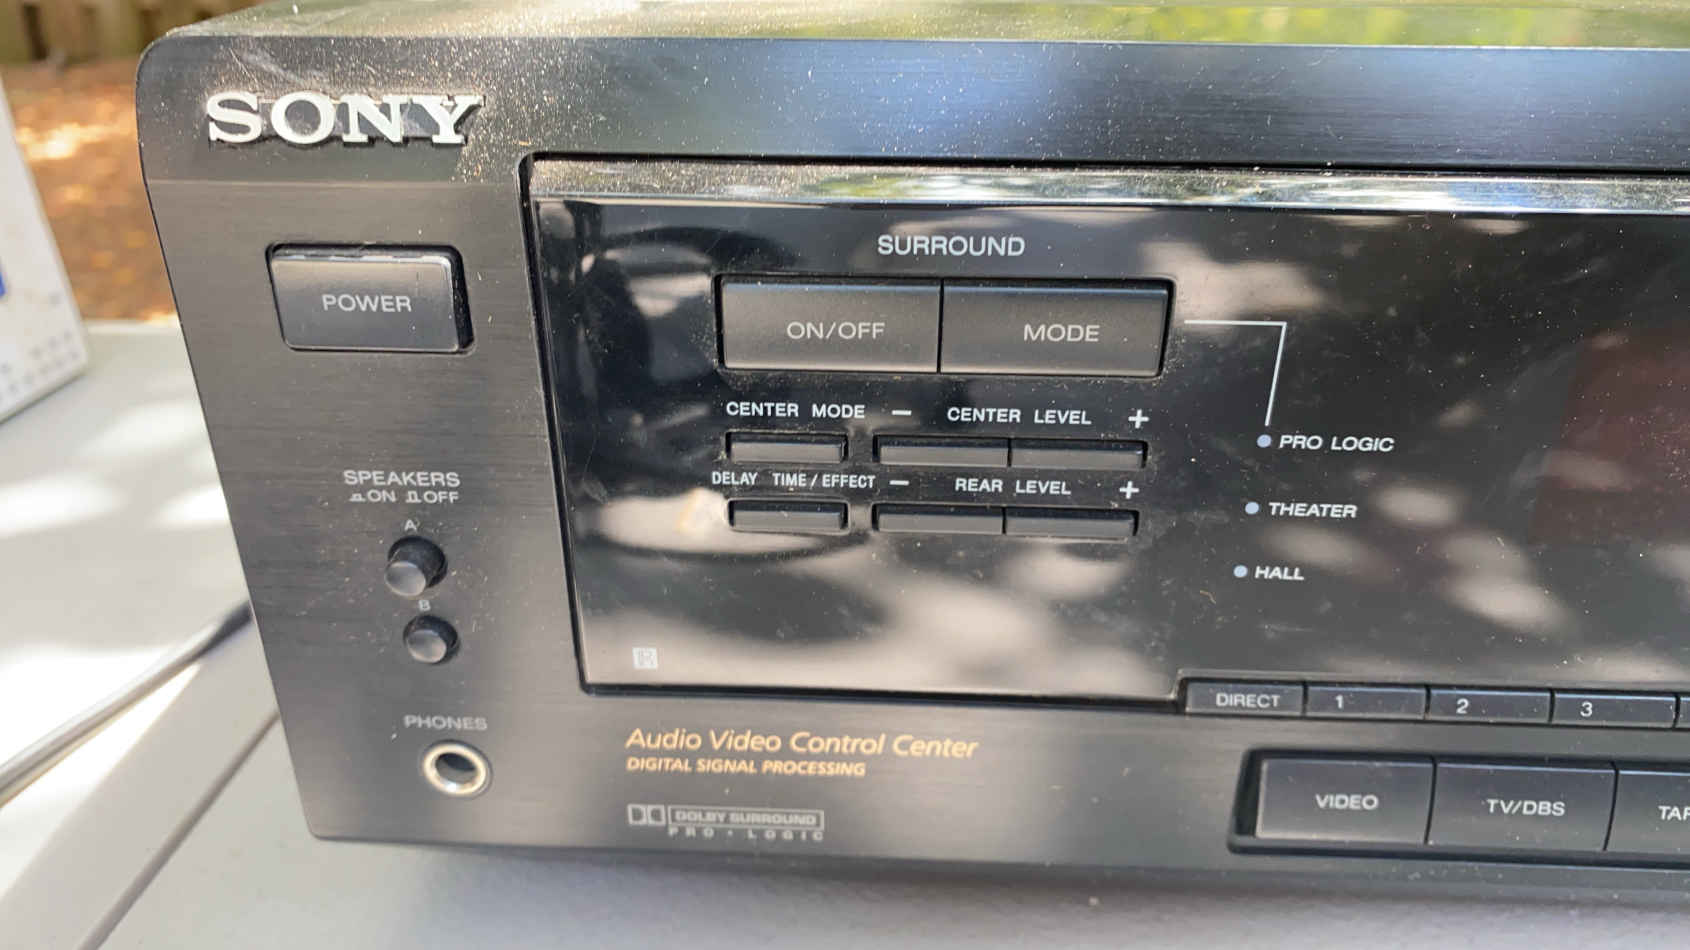 SONY
POWER
SURROUND
ON/OFF MODE
CENTER MODE − CENTER LEVEL +
DELAY TIME/EFFECT − REAR LEVEL +
PRO LOGIC
THEATER
HALL
SPEAKERS
ON OFF
A
B
PHONES
DIRECT 1 2 3
Audio Video Control Center
DIGITAL SIGNAL PROCESSING
DOLBY SURROUND
PRO • LOGIC
VIDEO TV/DBS